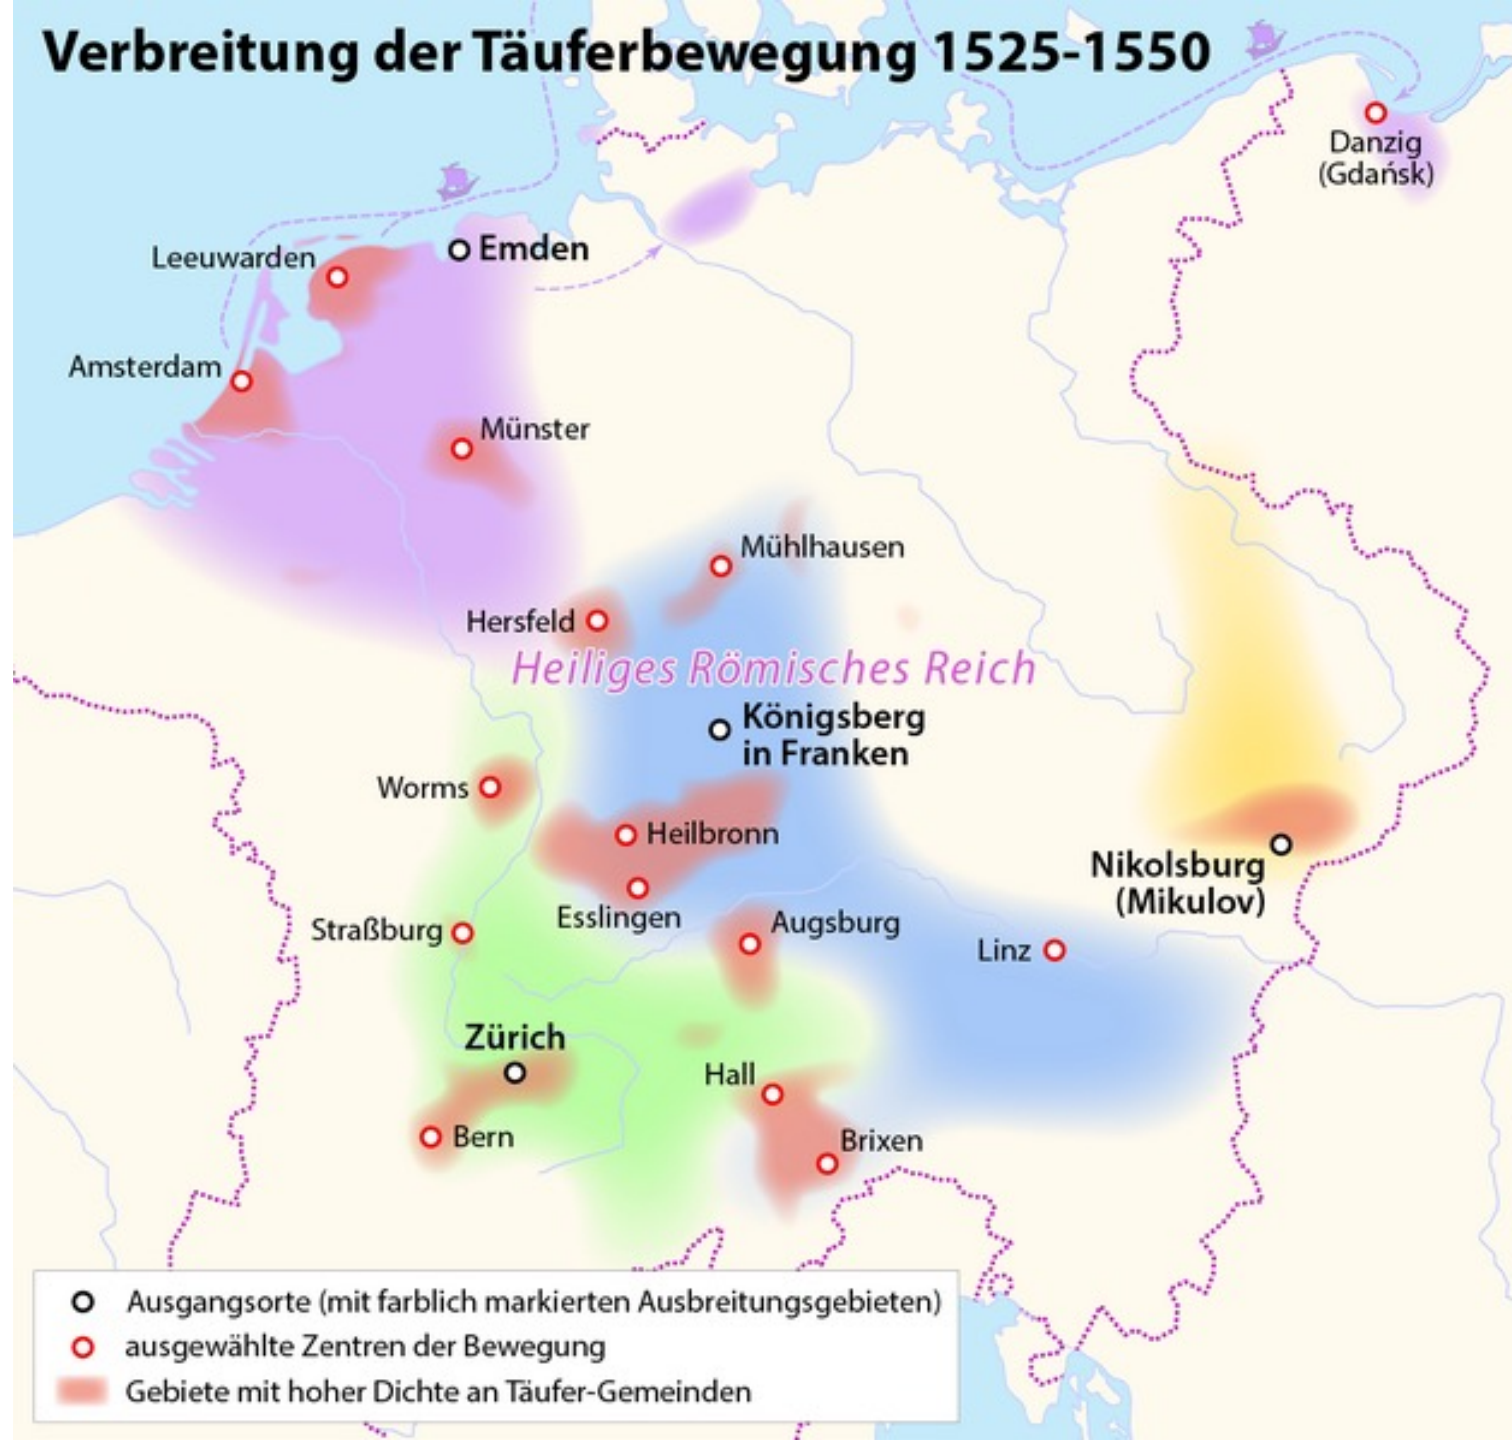 Verbreitung der Täuferbewegung 1525-1550
Danzig
(Gdańsk)
Leeuwarden
Emden
Amsterdam
Münster
Mühlhausen
Hersfeld
Heiliges Römisches Reich
Königsberg
in Franken
Worms
Heilbronn
Nikolsburg
(Mikulov)
Esslingen
Augsburg
Straßburg
Linz
Zürich
Hall
Bern
Brixen
Ausgangsorte (mit farblich markierten Ausbreitungsgebieten)
ausgewählte Zentren der Bewegung
Gebiete mit hoher Dichte an Täufer-Gemeinden